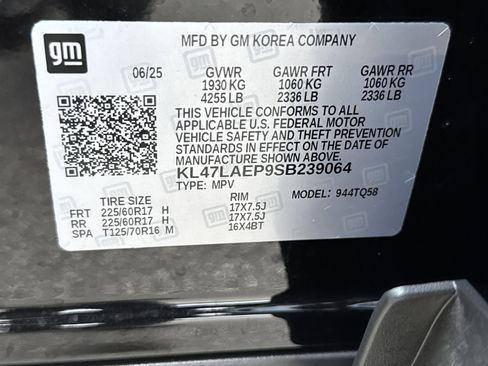 gm
MFD BY GM KOREA COMPANY
06/25 GVWR GAWR FRT GAWR RR
1930 KG 1060 KG 1060 KG
4255 LB 2336 LB 2336 LB
THIS VEHICLE CONFORMS TO ALL
APPLICABLE U.S. FEDERAL MOTOR
VEHICLE SAFETY AND THEFT PREVENTION
STANDARDS IN EFFECT ON THE DATE OF
MANUFACTURE SHOWN ABOVE.
KL47LAEP9SB239064
TYPE: MPV MODEL: 944TQ58
TIRE SIZE RIM
FRT 225/60R17 H 17X7.5J
RR 225/60R17 H 17X7.5J
SPA T125/70R16 M 16X4BT